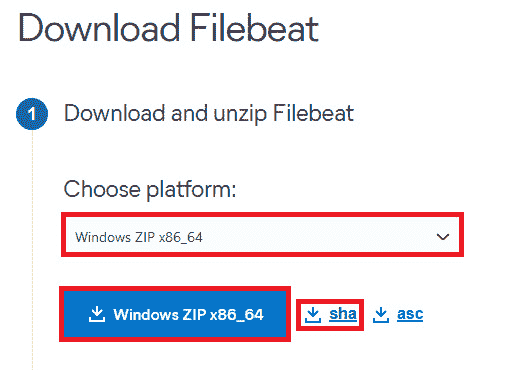 Download Filebeat
1 Download and unzip Filebeat
Choose platform:
Windows ZIP x86_64
Windows ZIP x86_64 sha asc